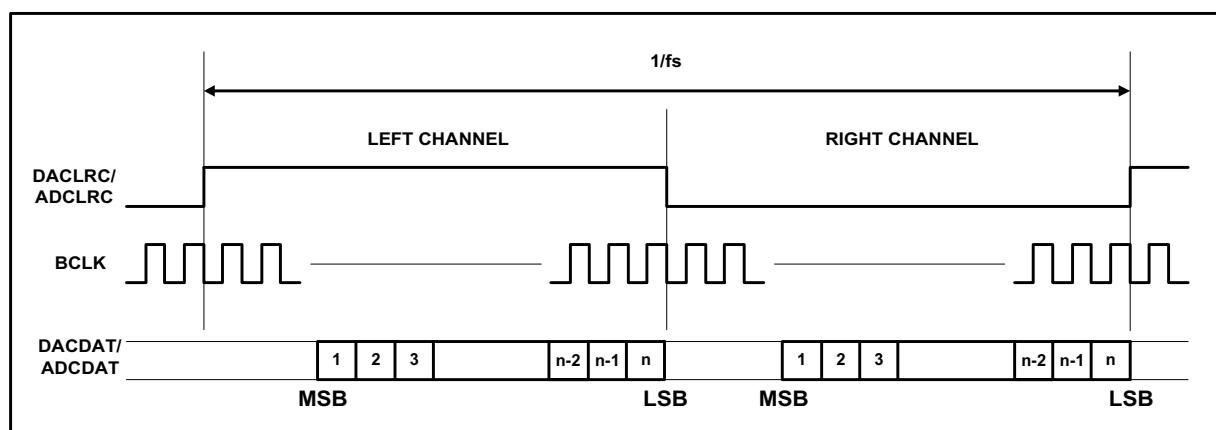 1/fs
LEFT CHANNEL RIGHT CHANNEL
DACLRC/
ADCLRC
BCLK
DACDAT/
ADCDAT
1 2 3 n-2 n-1 n 1 2 3 n-2 n-1 n
MSB LSB MSB LSB